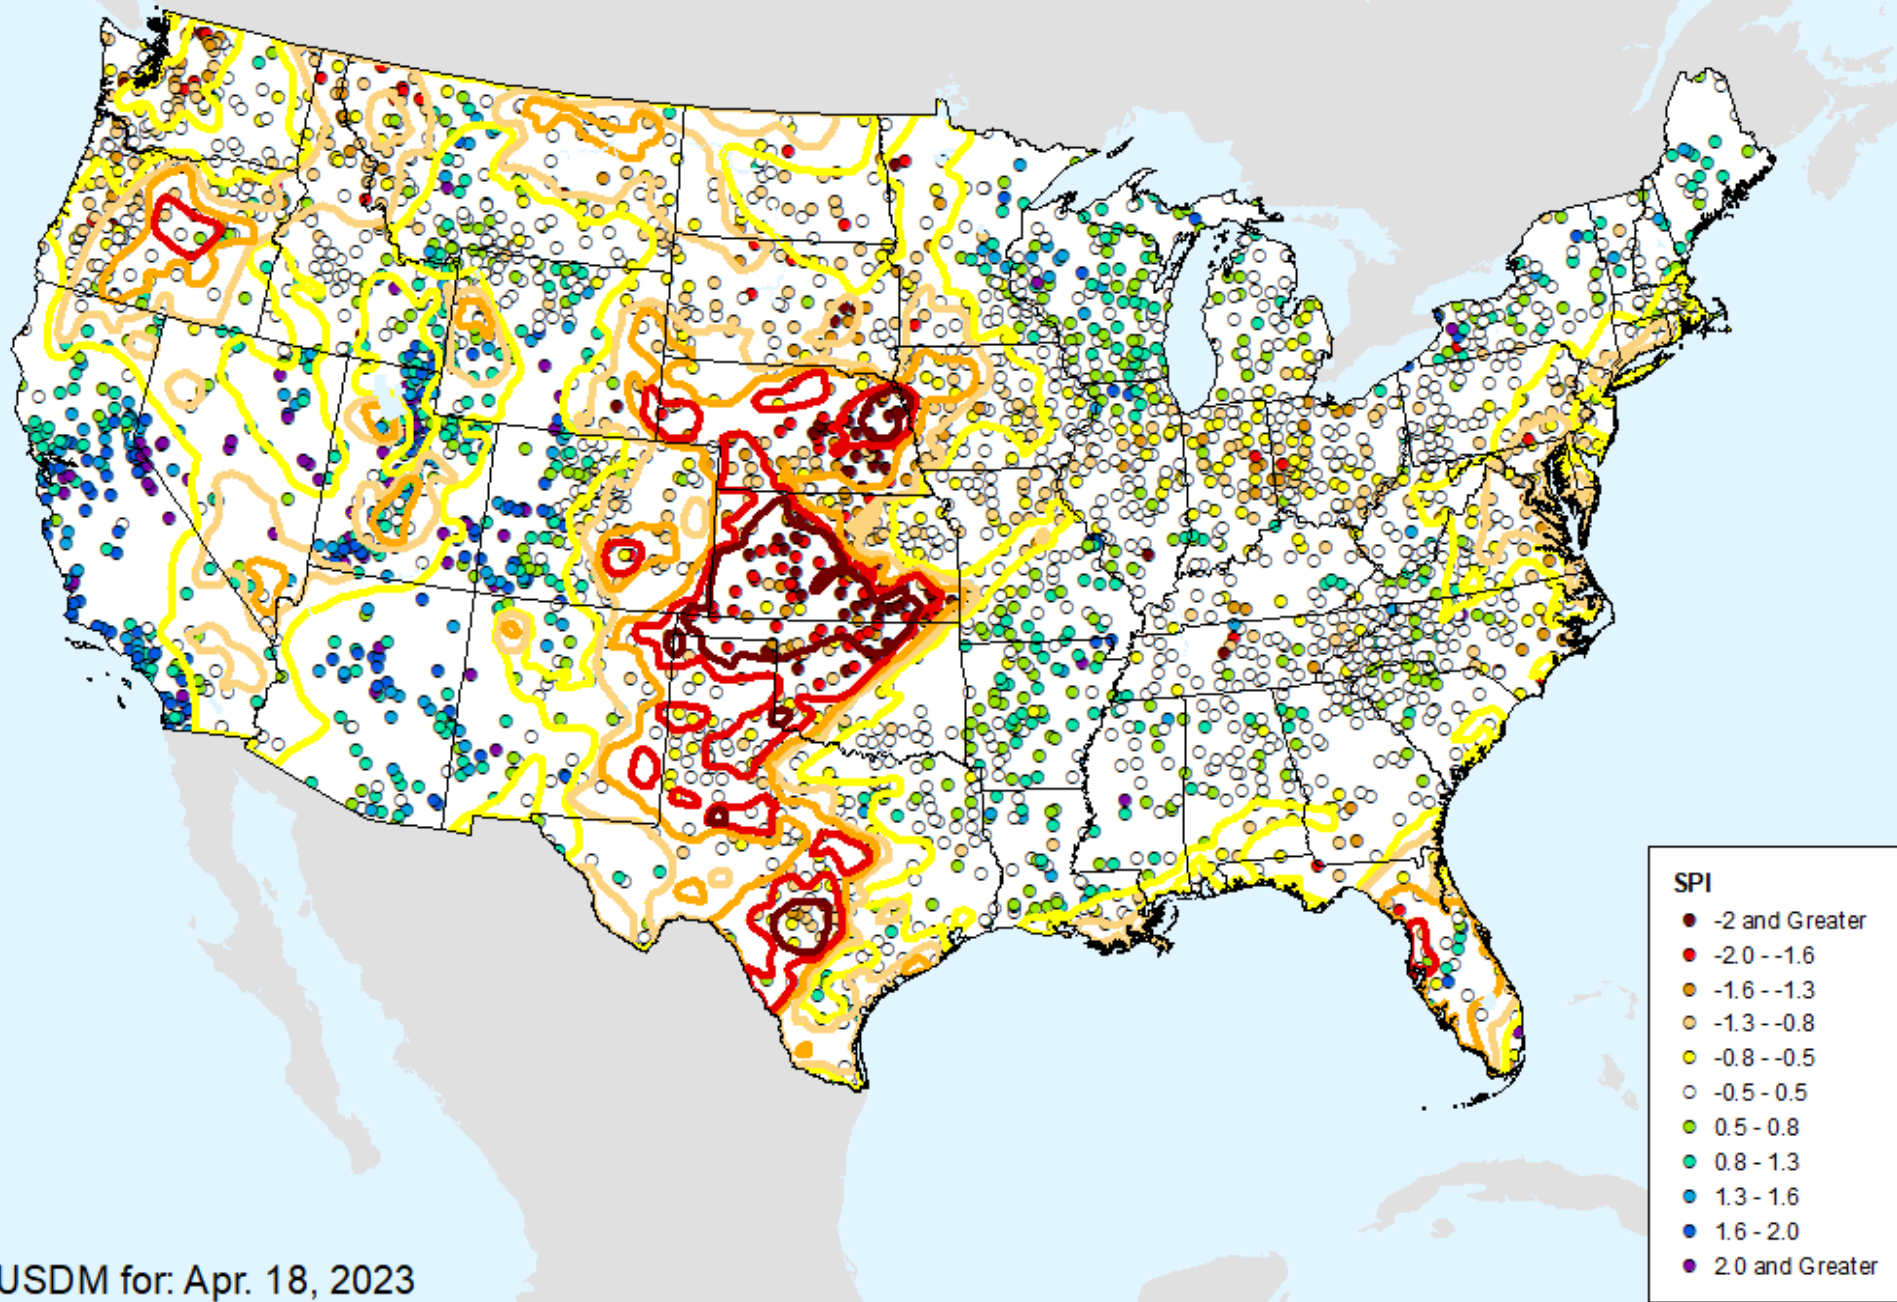 SPI
-2 and Greater
-2.0 - -1.6
-1.6 - -1.3
-1.3 - -0.8
-0.8 - -0.5
-0.5 - 0.5
0.5 - 0.8
0.8 - 1.3
1.3 - 1.6
1.6 - 2.0
2.0 and Greater
USDM for: Apr. 18, 2023